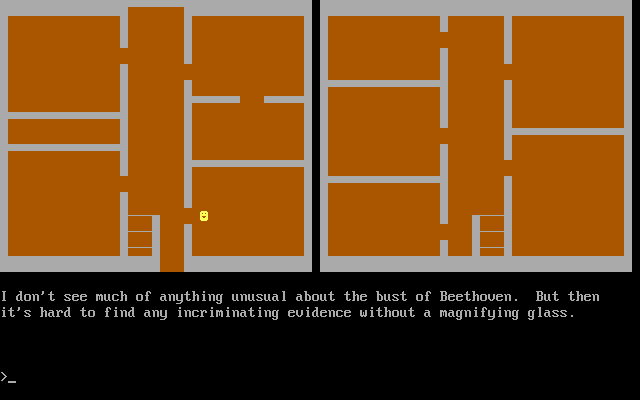 I don't see much of anything unusual about the bust of Beethoven.  But then
it's hard to find any incriminating evidence without a magnifying glass.
>_